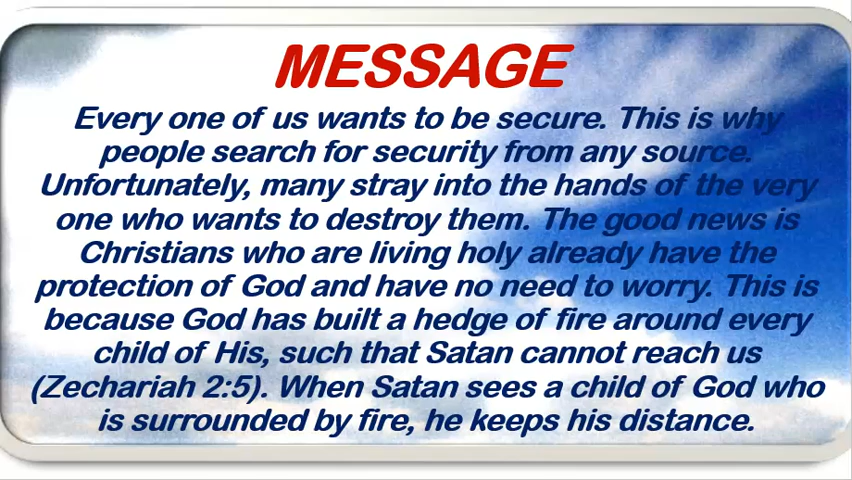 MESSAGE
Every one of us wants to be secure. This is why
people search for security from any source.
Unfortunately, many stray into the hands of the very
one who wants to destroy them. The good news is
Christians who are living holy already have the
protection of God and have no need to worry. This is
because God has built a hedge of fire around every
child of His, such that Satan cannot reach us
(Zechariah 2:5). When Satan sees a child of God who
is surrounded by fire, he keeps his distance.